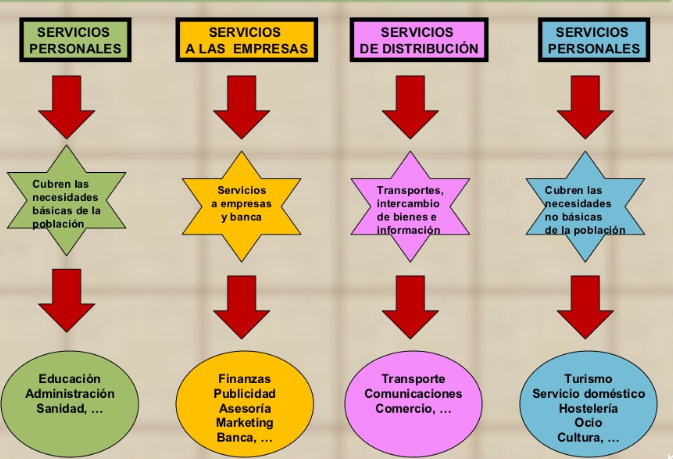 SERVICIOS
PERSONALES
SERVICIOS
A LAS EMPRESAS
SERVICIOS
DE DISTRIBUCIÓN
SERVICIOS
PERSONALES
Cubren las
necesidades
básicas de la
población
Servicios
a empresas
y banca
Transportes,
intercambio
de bienes e
información
Cubren las
necesidades
no básicas
de la población
Educación
Administración
Sanidad, ...
Finanzas
Publicidad
Asesoría
Marketing
Banca, ...
Transporte
Comunicaciones
Comercio, ...
Turismo
Servicio doméstico
Hostelería
Ocio
Cultura, ...